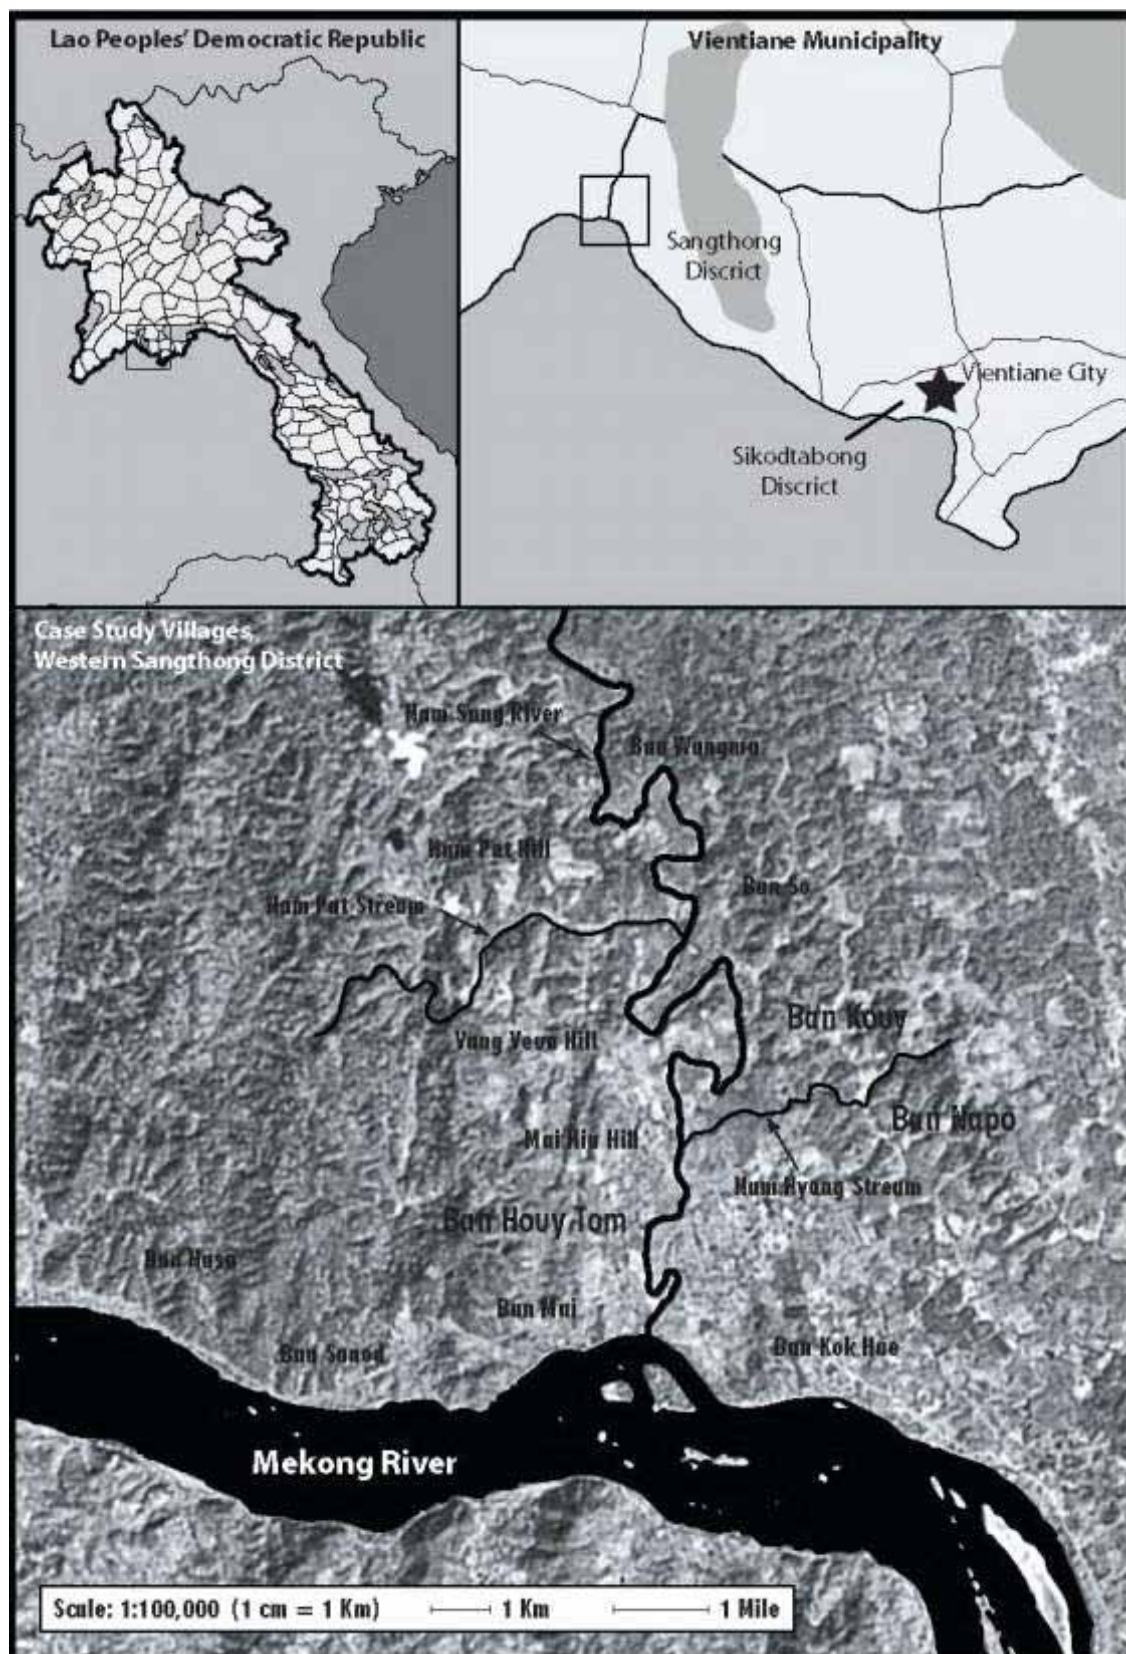 Lao Peoples' Democratic Republic
Vientiane Municipality
Sangthong
Discrict
Vientiane City
Sikodtabong
Discrict
Case Study Villages,
Western Sangthong District
Nam Sang River
Ban Wangma
Nam Pat Hill
Ban So
Nam Pat Stream
Ban Kouy
Vang Veva Hill
Ban Napo
Mai Hia Hill
Nam Nyang Stream
Ban Houy Tom
Ban Nasa
Ban Mai
Ban Kok Hae
Ban Sanod
Mekong River
Scale: 1:100,000 (1 cm = 1 Km)
1 Km
1 Mile